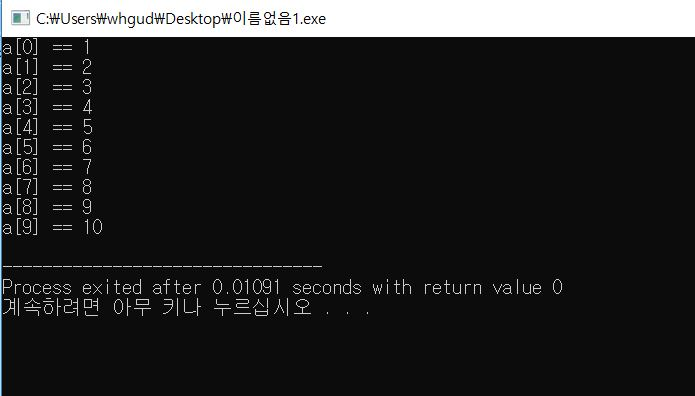 C:₩Users₩whgud₩Desktop₩이름없음1.exe
a[0] == 1
a[1] == 2
a[2] == 3
a[3] == 4
a[4] == 5
a[5] == 6
a[6] == 7
a[7] == 8
a[8] == 9
a[9] == 10
--------------------------------
Process exited after 0.01091 seconds with return value 0
계속하려면 아무 키나 누르십시오 . . .